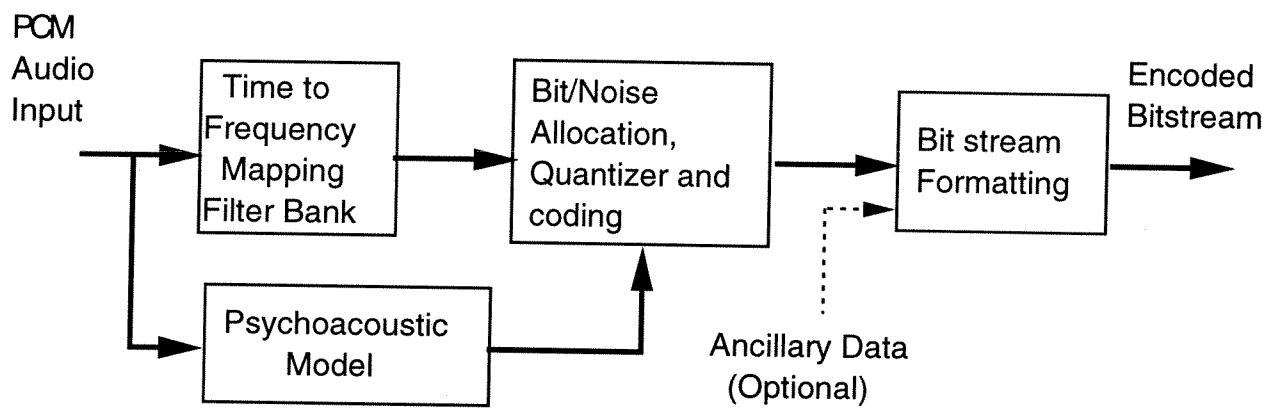 PCM
Audio
Input
Time to
Frequency
Mapping
Filter Bank
Bit/Noise
Allocation,
Quantizer and
coding
Bit stream
Formatting
Encoded
Bitstream
Psychoacoustic
Model
Ancillary Data
(Optional)